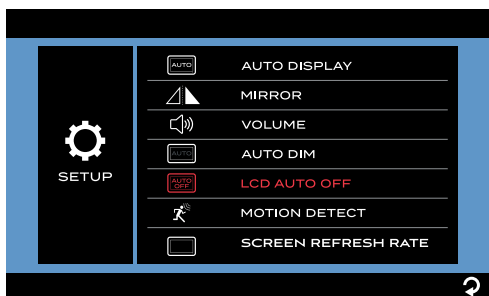 SETUP
AUTO AUTO DISPLAY
MIRROR
VOLUME
AUTO AUTO DIM
AUTO OFF LCD AUTO OFF
MOTION DETECT
SCREEN REFRESH RATE